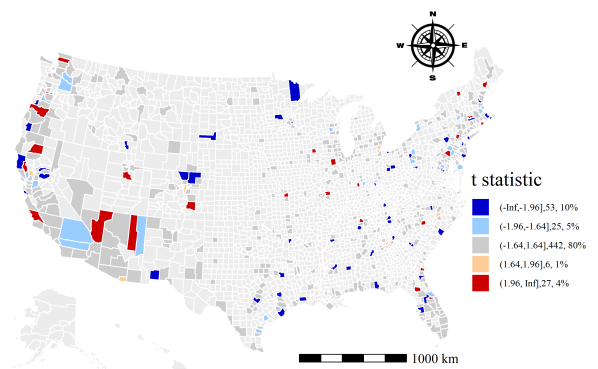 N
W E
S
t statistic
(-Inf,-1.96],53, 10%
(-1.96,-1.64],25, 5%
(-1.64,1.64],442, 80%
(1.64,1.96],6, 1%
(1.96, Inf],27, 4%
1000 km